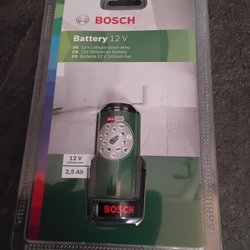 BOSCH
Battery 12 V
DE 12-V-Lithium-Ionen-Akku
EN 12V lithium-ion battery
FR Batterie 12 V Lithium-ion
12 V
2,5 Ah
BOSCH